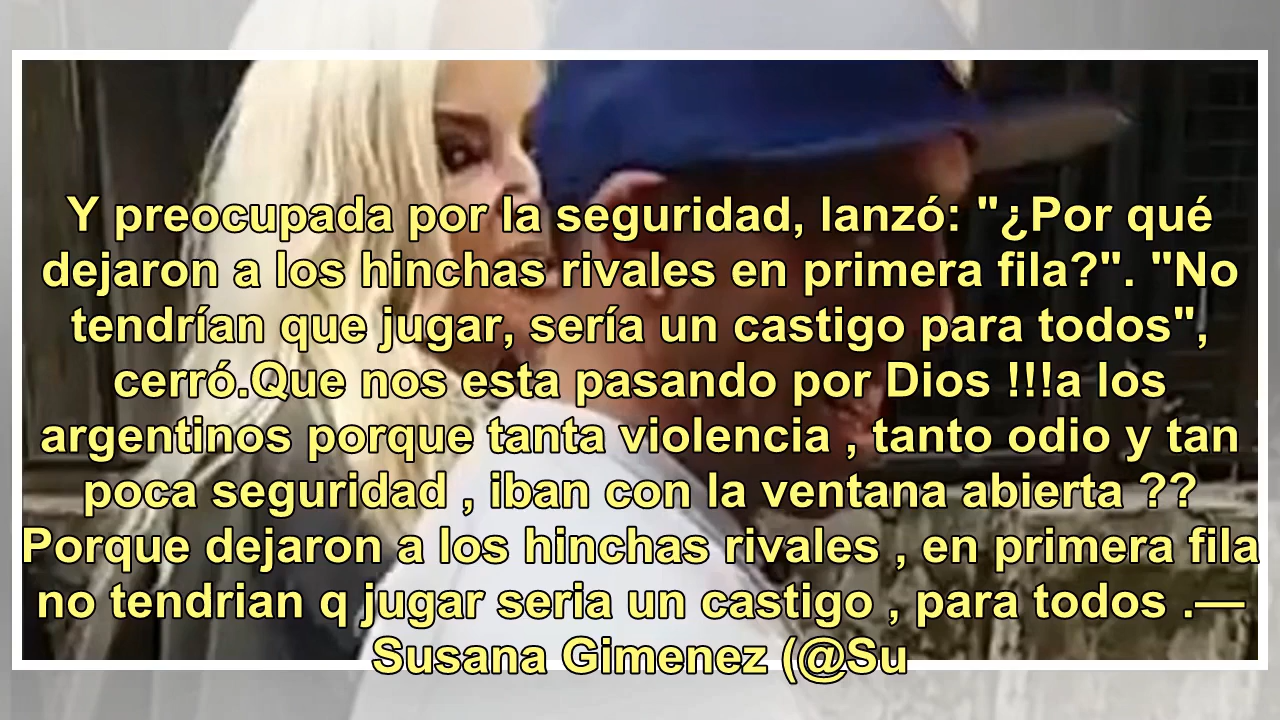 Y preocupada por la seguridad, lanzó: "¿Por qué
dejaron a los hinchas rivales en primera fila?". "No
tendrían que jugar, sería un castigo para todos",
cerró.Que nos esta pasando por Dios !!!a los
argentinos porque tanta violencia , tanto odio y tan
poca seguridad , iban con la ventana abierta ??
Porque dejaron a los hinchas rivales , en primera fila
no tendrian q jugar seria un castigo , para todos .—
Susana Gimenez (@Su